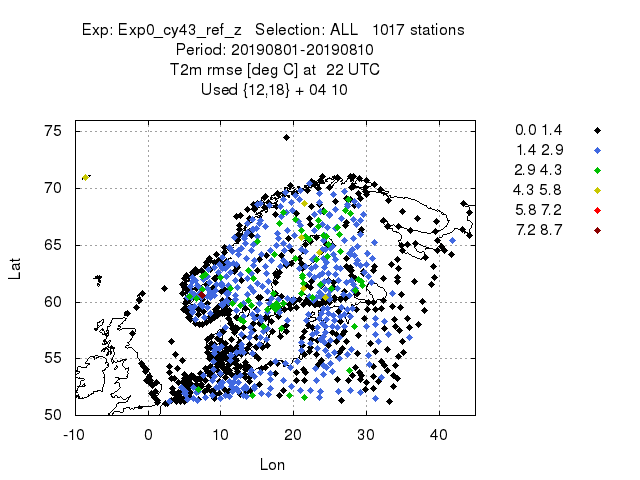 Exp: Exp0_cy43_ref_z   Selection: ALL   1017 stations
Period: 20190801-20190810
T2m rmse [deg C] at  22 UTC
Used {12,18} + 04 10
75
70
65
60
55
50
Lat
-10 0 10 20 30 40
Lon
0.0 1.4
1.4 2.9
2.9 4.3
4.3 5.8
5.8 7.2
7.2 8.7